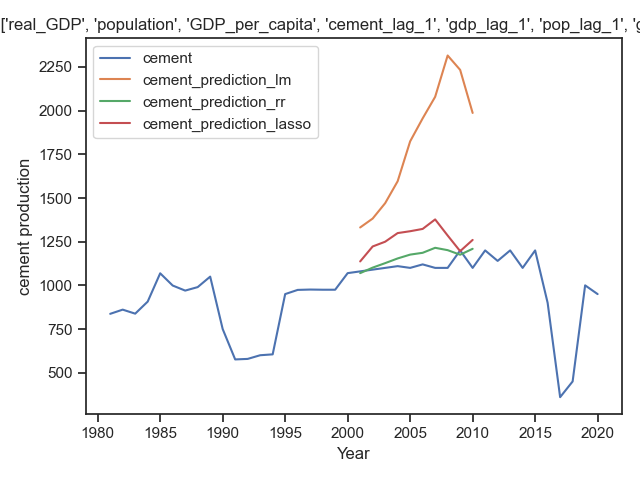 ['real_GDP', 'population', 'GDP_per_capita', 'cement_lag_1', 'gdp_lag_1', 'pop_lag_1', 'g
cement
cement_prediction_lm
cement_prediction_rr
cement_prediction_lasso
cement production
2250
2000
1750
1500
1250
1000
750
500
1980 1985 1990 1995 2000 2005 2010 2015 2020
Year